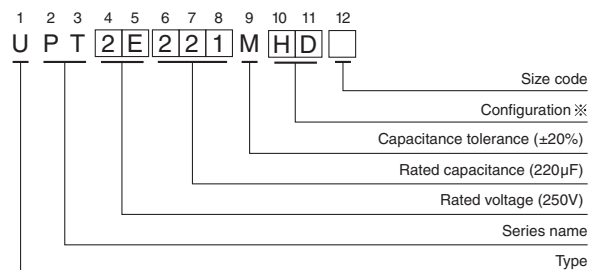 1 2 3 4 5 6 7 8 9 10 11 12
U P T 2 E 2 2 1 M H D
Size code
Configuration ※
Capacitance tolerance (±20%)
Rated capacitance (220µF)
Rated voltage (250V)
Series name
Type